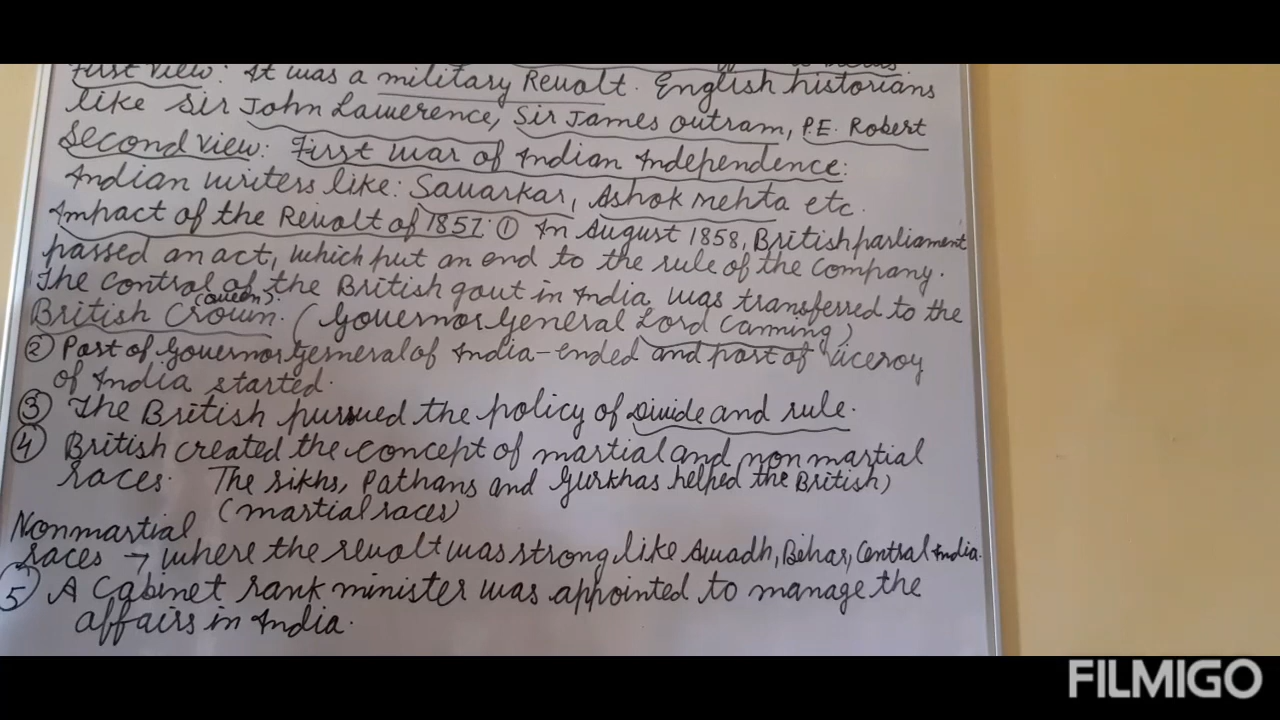 First View: It was a military Revolt. English historians
like Sir John Lawerence, Sir James Outram, P.E. Robert
Second View: First war of Indian Independence:
Indian writers like: Savarkar, Ashok mehta etc.
Impact of the Revolt of 1857: ① In August 1858, British parliament
passed an act, which put an end to the rule of the Company.
The control of the British govt in India was transferred to the
British Crown (Queen). (Governor General Lord Canning)
② Post of Governor General of India-ended and post of viceroy
of India started.
③ The British pursued the policy of Divide and rule.
④ British created the concept of martial and non martial
races. The Sikhs, Pathans and Gurkhas helped the British)
(martial races)
Nonmartial
races → where the revolt was strong like Awadh, Bihar, Central India.
⑤ A Cabinet rank minister was appointed to manage the
affairs in India.
FILMIGO